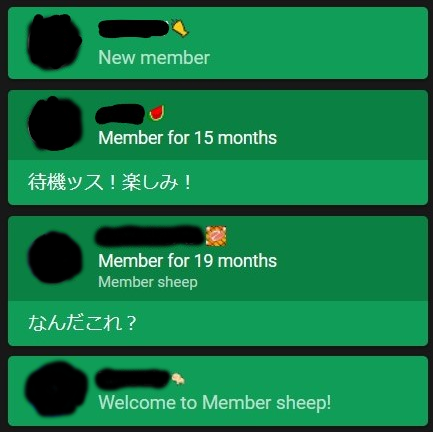 New member
Member for 15 months
待機ッス！楽しみ！
Member for 19 months
Member sheep
なんだこれ？
Welcome to Member sheep!